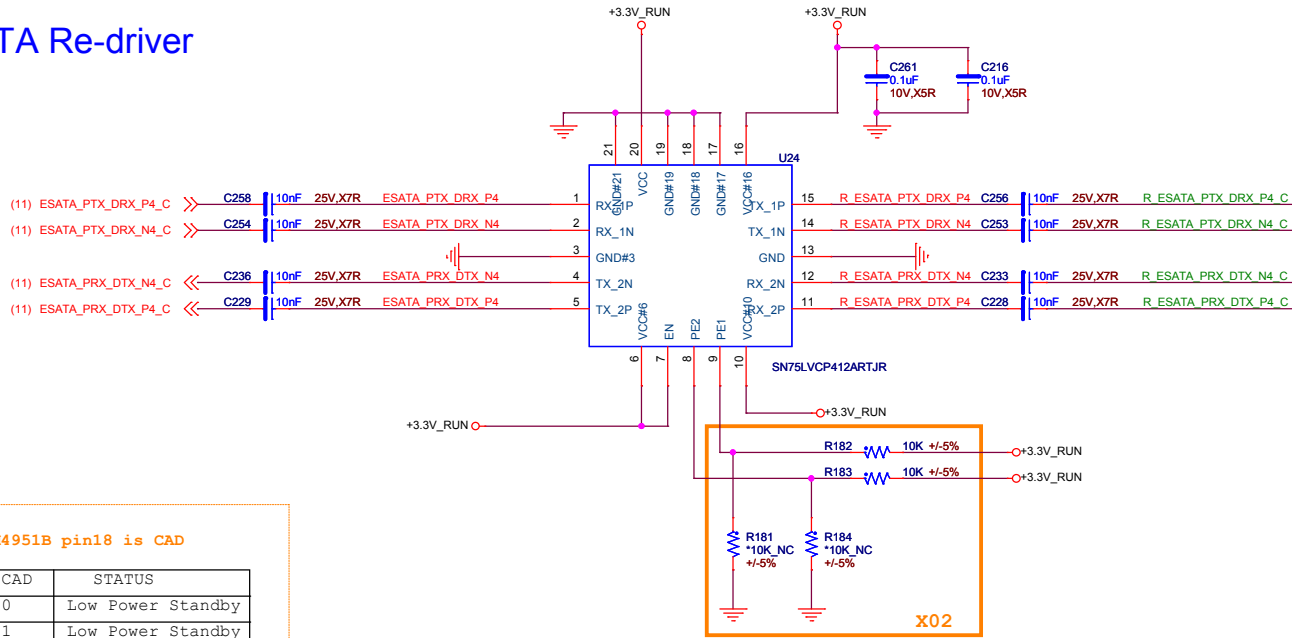 +3.3V_RUN
+3.3V_RUN
TA Re-driver
C261
0.1uF
10V,X5R
C216
0.1uF
10V,X5R
21
20
19
18
17
16
U24
GND#21
VCC
GND#19
GND#18
GND#17
VCC#16
(11) ESATA_PTX_DRX_P4_C
C258
10nF
25V,X7R
ESATA_PTX_DRX_P4
1
RX_1P
TX_1P
15
R_ESATA_PTX_DRX_P4
C256
10nF
25V,X7R
R_ESATA_PTX_DRX_P4_C
(11) ESATA_PTX_DRX_N4_C
C254
10nF
25V,X7R
ESATA_PTX_DRX_N4
2
RX_1N
TX_1N
14
R_ESATA_PTX_DRX_N4
C253
10nF
25V,X7R
R_ESATA_PTX_DRX_N4_C
3
GND#3
GND
13
(11) ESATA_PRX_DTX_N4_C
C236
10nF
25V,X7R
ESATA_PRX_DTX_N4
4
TX_2N
RX_2N
12
R_ESATA_PRX_DTX_N4
C233
10nF
25V,X7R
R_ESATA_PRX_DTX_N4_C
(11) ESATA_PRX_DTX_P4_C
C229
10nF
25V,X7R
ESATA_PRX_DTX_P4
5
TX_2P
RX_2P
11
R_ESATA_PRX_DTX_P4
C228
10nF
25V,X7R
R_ESATA_PRX_DTX_P4_C
VCC#6
EN
PE2
PE1
VCC#10
6
7
8
9
10
SN75LVCP412ARTJR
+3.3V_RUN
+3.3V_RUN
R182
10K +/-5%
+3.3V_RUN
R183
10K +/-5%
+3.3V_RUN
R181
*10K_NC
+/-5%
R184
*10K_NC
+/-5%
X02
4951B pin18 is CAD
CAD
STATUS
0
Low Power Standby
1
Low Power Standby